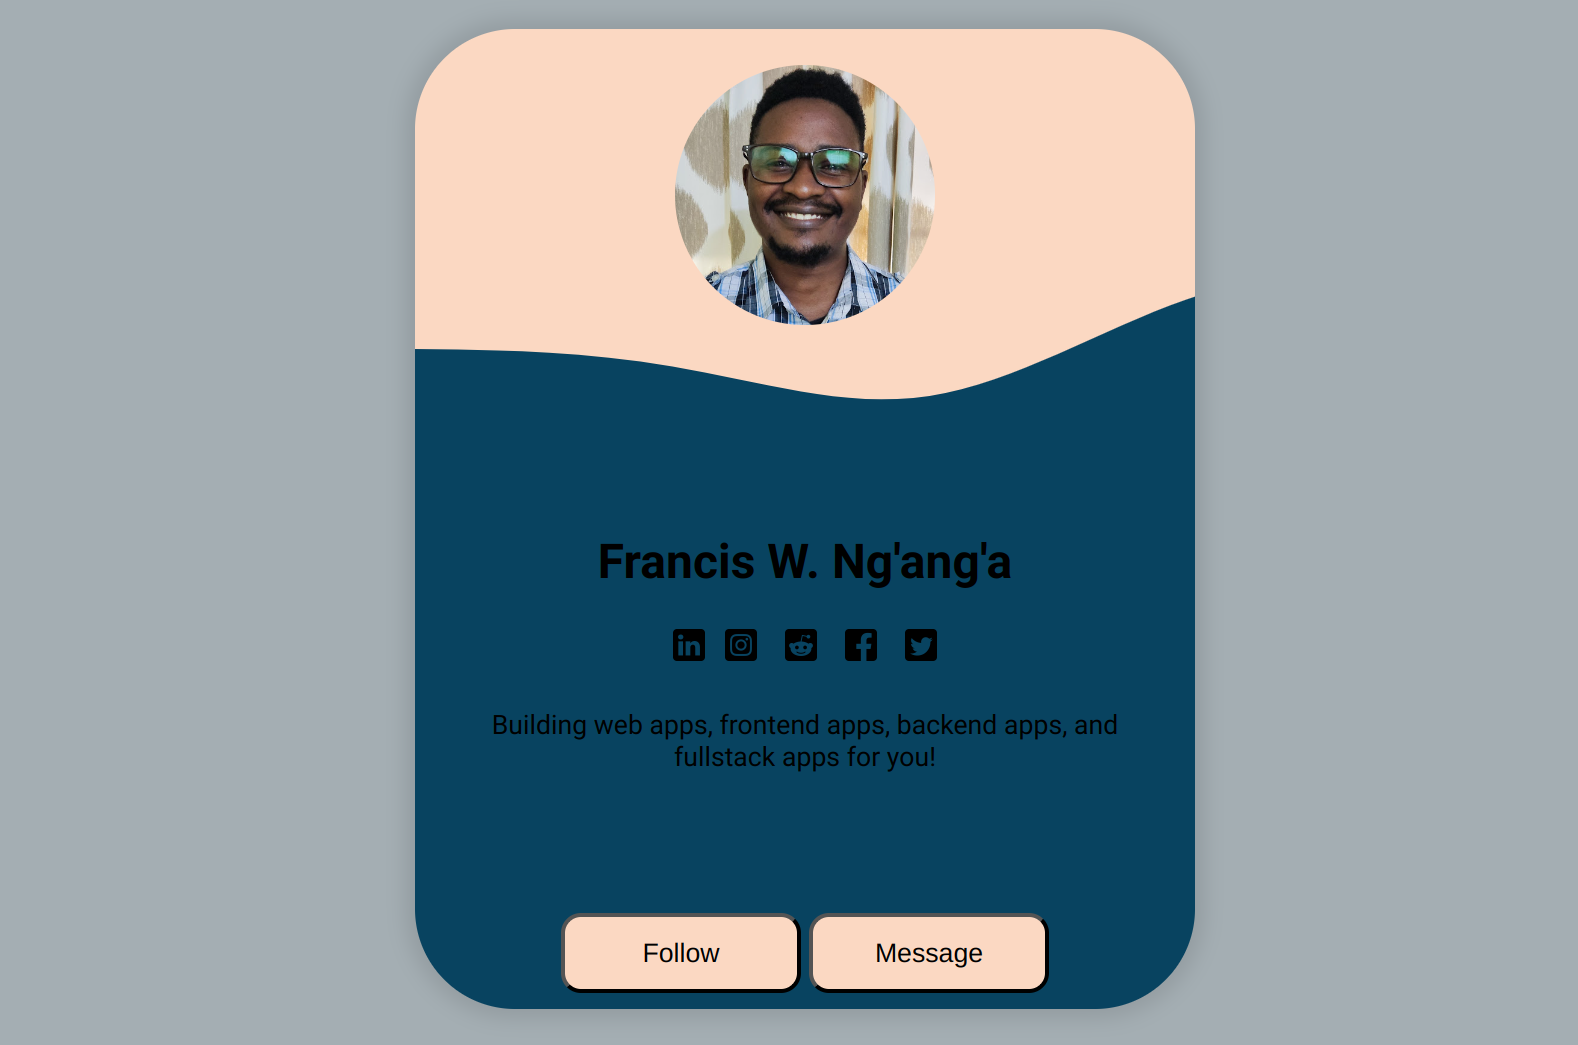 Francis W. Ng'ang'a
Building web apps, frontend apps, backend apps, and
fullstack apps for you!
Follow
Message